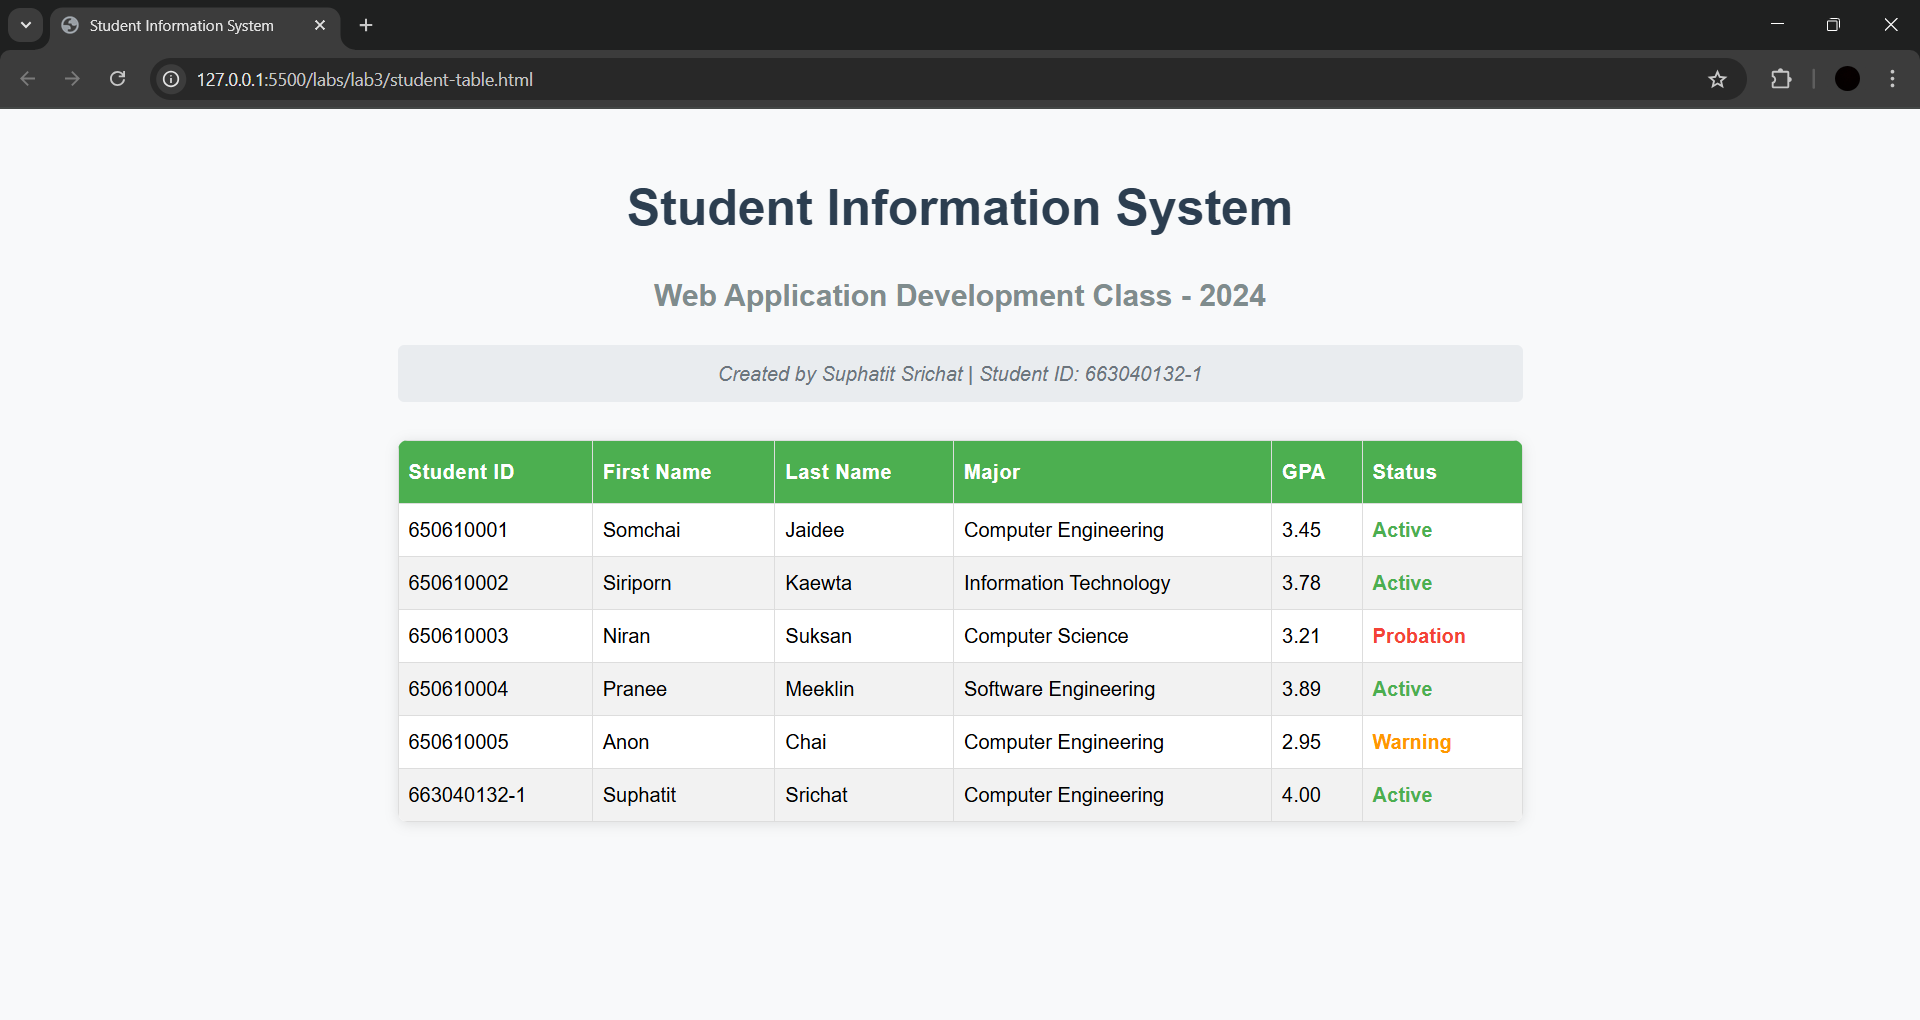 Student Information System
127.0.0.1:5500/labs/lab3/student-table.html
Student Information System
Web Application Development Class - 2024
Created by Suphatit Srichat | Student ID: 663040132-1
Student ID First Name Last Name Major GPA Status
650610001 Somchai Jaidee Computer Engineering 3.45 Active
650610002 Siriporn Kaewta Information Technology 3.78 Active
650610003 Niran Suksan Computer Science 3.21 Probation
650610004 Pranee Meeklin Software Engineering 3.89 Active
650610005 Anon Chai Computer Engineering 2.95 Warning
663040132-1 Suphatit Srichat Computer Engineering 4.00 Active